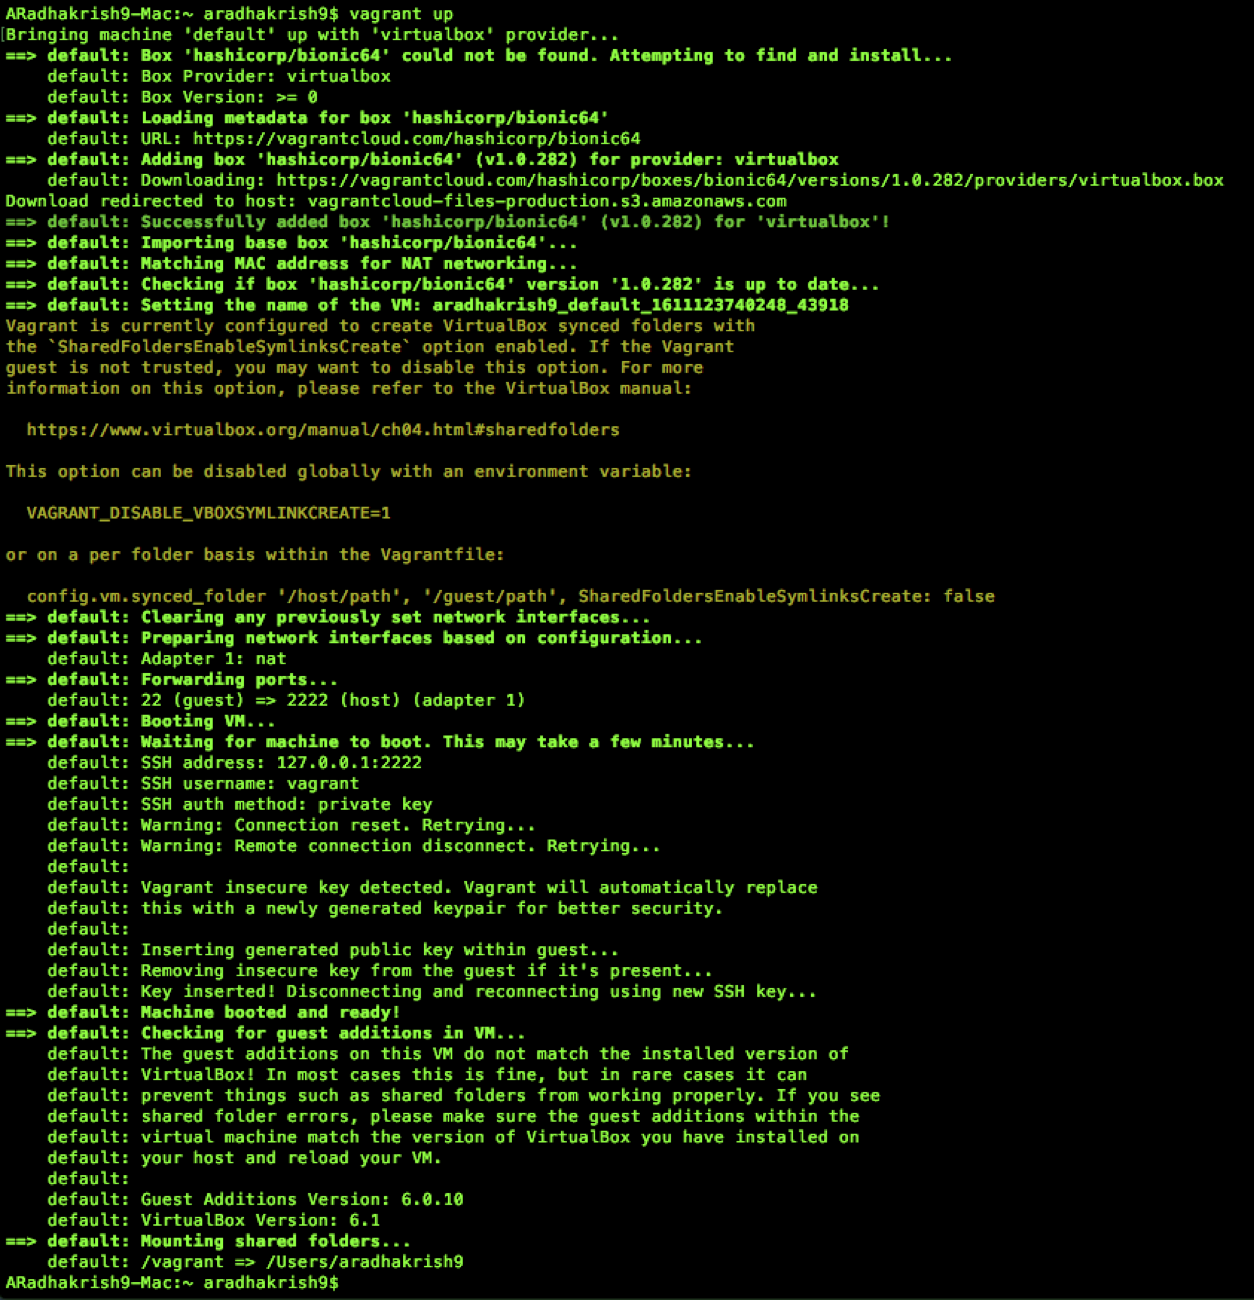 ARadhakrish9-Mac:~ aradhakrish9$ vagrant up
[Bringing machine 'default' up with 'virtualbox' provider...
==> default: Box 'hashicorp/bionic64' could not be found. Attempting to find and install...
    default: Box Provider: virtualbox
    default: Box Version: >= 0
==> default: Loading metadata for box 'hashicorp/bionic64'
    default: URL: https://vagrantcloud.com/hashicorp/bionic64
==> default: Adding box 'hashicorp/bionic64' (v1.0.282) for provider: virtualbox
    default: Downloading: https://vagrantcloud.com/hashicorp/boxes/bionic64/versions/1.0.282/providers/virtualbox.box
Download redirected to host: vagrantcloud-files-production.s3.amazonaws.com
==> default: Successfully added box 'hashicorp/bionic64' (v1.0.282) for 'virtualbox'!
==> default: Importing base box 'hashicorp/bionic64'...
==> default: Matching MAC address for NAT networking...
==> default: Checking if box 'hashicorp/bionic64' version '1.0.282' is up to date...
==> default: Setting the name of the VM: aradhakrish9_default_1611123740248_43918
Vagrant is currently configured to create VirtualBox synced folders with
the `SharedFoldersEnableSymlinksCreate` option enabled. If the Vagrant
guest is not trusted, you may want to disable this option. For more
information on this option, please refer to the VirtualBox manual:
  https://www.virtualbox.org/manual/ch04.html#sharedfolders
This option can be disabled globally with an environment variable:
  VAGRANT_DISABLE_VBOXSYMLINKCREATE=1
or on a per folder basis within the Vagrantfile:
  config.vm.synced_folder '/host/path', '/guest/path', SharedFoldersEnableSymlinksCreate: false
==> default: Clearing any previously set network interfaces...
==> default: Preparing network interfaces based on configuration...
    default: Adapter 1: nat
==> default: Forwarding ports...
    default: 22 (guest) => 2222 (host) (adapter 1)
==> default: Booting VM...
==> default: Waiting for machine to boot. This may take a few minutes...
    default: SSH address: 127.0.0.1:2222
    default: SSH username: vagrant
    default: SSH auth method: private key
    default: Warning: Connection reset. Retrying...
    default: Warning: Remote connection disconnect. Retrying...
    default:
    default: Vagrant insecure key detected. Vagrant will automatically replace
    default: this with a newly generated keypair for better security.
    default:
    default: Inserting generated public key within guest...
    default: Removing insecure key from the guest if it's present...
    default: Key inserted! Disconnecting and reconnecting using new SSH key...
==> default: Machine booted and ready!
==> default: Checking for guest additions in VM...
    default: The guest additions on this VM do not match the installed version of
    default: VirtualBox! In most cases this is fine, but in rare cases it can
    default: prevent things such as shared folders from working properly. If you see
    default: shared folder errors, please make sure the guest additions within the
    default: virtual machine match the version of VirtualBox you have installed on
    default: your host and reload your VM.
    default:
    default: Guest Additions Version: 6.0.10
    default: VirtualBox Version: 6.1
==> default: Mounting shared folders...
    default: /vagrant => /Users/aradhakrish9
ARadhakrish9-Mac:~ aradhakrish9$